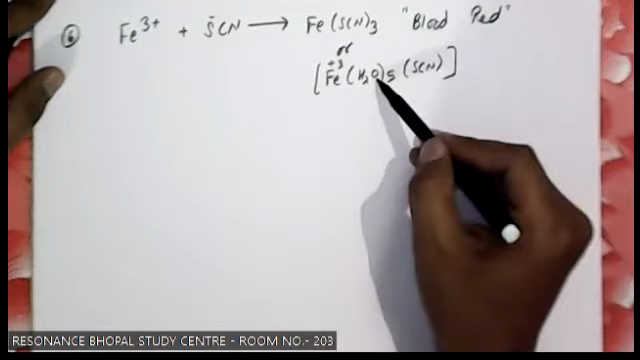 ⑥ Fe³⁺ + S̄CN ⟶ Fe(SCN)₃ "Blood Red"
or
[Fe⁺³(H₂O)₅(SCN)]
RESONANCE BHOPAL STUDY CENTRE - ROOM NO.- 203